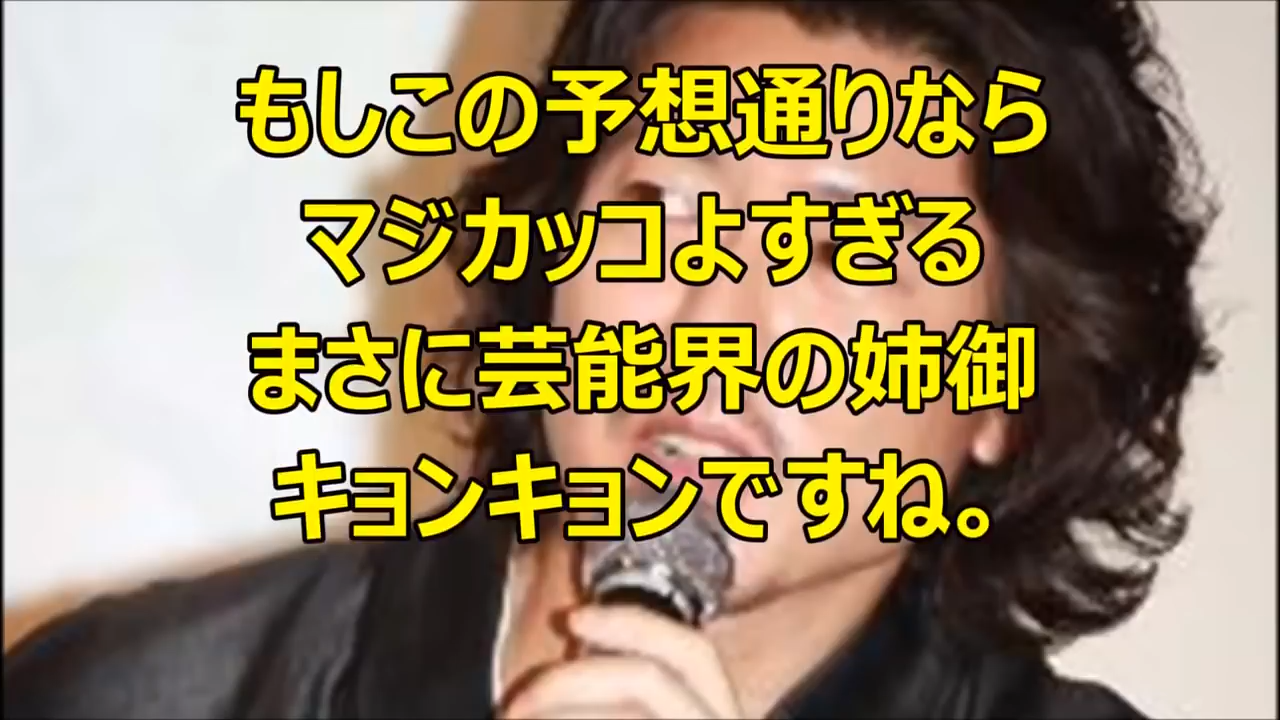 もしこの予想通りなら
マジカッコよすぎる
まさに芸能界の姉御
キョンキョンですね。